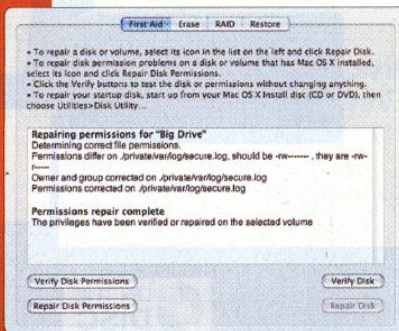 First Aid Erase RAID Restore
• To repair a disk or volume, select its icon in the list on the left and click Repair Disk.
• To repair disk permission problems on a disk or volume that has Mac OS X installed,
select its icon and click Repair Disk Permissions.
• Click the Verify buttons to test the disk or permissions without changing anything.
• To repair your startup disk, start up from your Mac OS X Install disc (CD or DVD), then
choose Utilities>Disk Utility...
Repairing permissions for "Big Drive"
Determining correct file permissions.
Permissions differ on ./private/var/log/secure.log, should be -rw------- , they are -rw-
r-----
Owner and group corrected on ./private/var/log/secure.log
Permissions corrected on ./private/var/log/secure.log
Permissions repair complete
The privileges have been verified or repaired on the selected volume
Verify Disk Permissions Verify Disk
Repair Disk Permissions Repair Disk